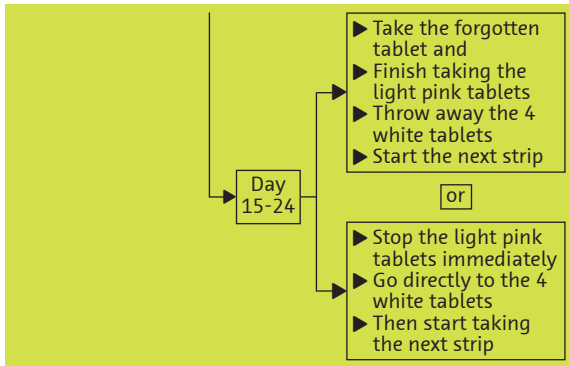 ▶ Take the forgotten
tablet and
▶ Finish taking the
light pink tablets
▶ Throw away the 4
white tablets
▶ Start the next strip
Day
15-24
or
▶ Stop the light pink
tablets immediately
▶ Go directly to the 4
white tablets
▶ Then start taking
the next strip